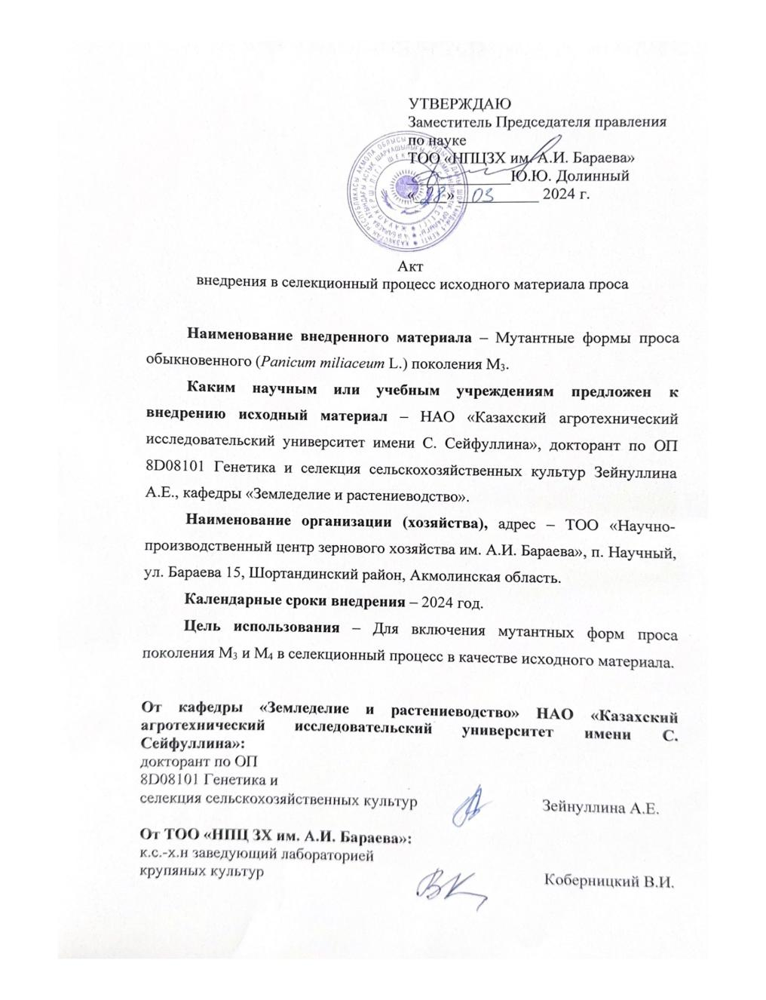 УТВЕРЖДАЮ
Заместитель Председателя правления
по науке
ТОО «НПЦЗХ им. А.И. Бараева»
____________Ю.Ю. Долинный
«28» 03 2024 г.
Акт
внедрения в селекционный процесс исходного материала проса
Наименование внедренного материала – Мутантные формы проса
обыкновенного (Panicum miliaceum L.) поколения М₃.
Каким научным или учебным учреждениям предложен к
внедрению исходный материал – НАО «Казахский агротехнический
исследовательский университет имени С. Сейфуллина», докторант по ОП
8D08101 Генетика и селекция сельскохозяйственных культур Зейнуллина
А.Е., кафедры «Земледелие и растениеводство».
Наименование организации (хозяйства), адрес – ТОО «Научно-
производственный центр зернового хозяйства им. А.И. Бараева», п. Научный,
ул. Бараева 15, Шортандинский район, Акмолинская область.
Календарные сроки внедрения – 2024 год.
Цель использования – Для включения мутантных форм проса
поколения М₃ и М₄ в селекционный процесс в качестве исходного материала.
От кафедры «Земледелие и растениеводство» НАО «Казахский
агротехнический исследовательский университет имени С.
Сейфуллина»:
докторант по ОП
8D08101 Генетика и
селекция сельскохозяйственных культур Зейнуллина А.Е.
От ТОО «НПЦ ЗХ им. А.И. Бараева»:
к.с.-х.н заведующий лабораторией
крупяных культур Коберницкий В.И.